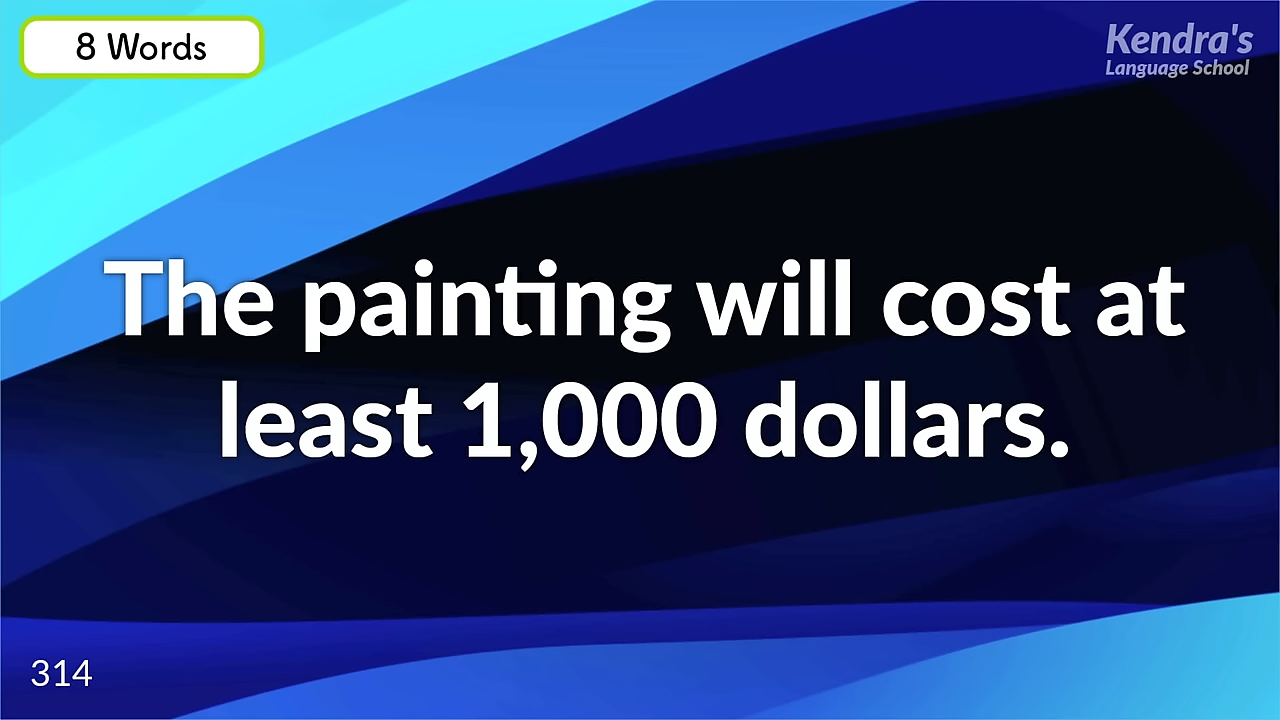 8 Words
Kendra's
Language School
The painting will cost at
least 1,000 dollars.
314